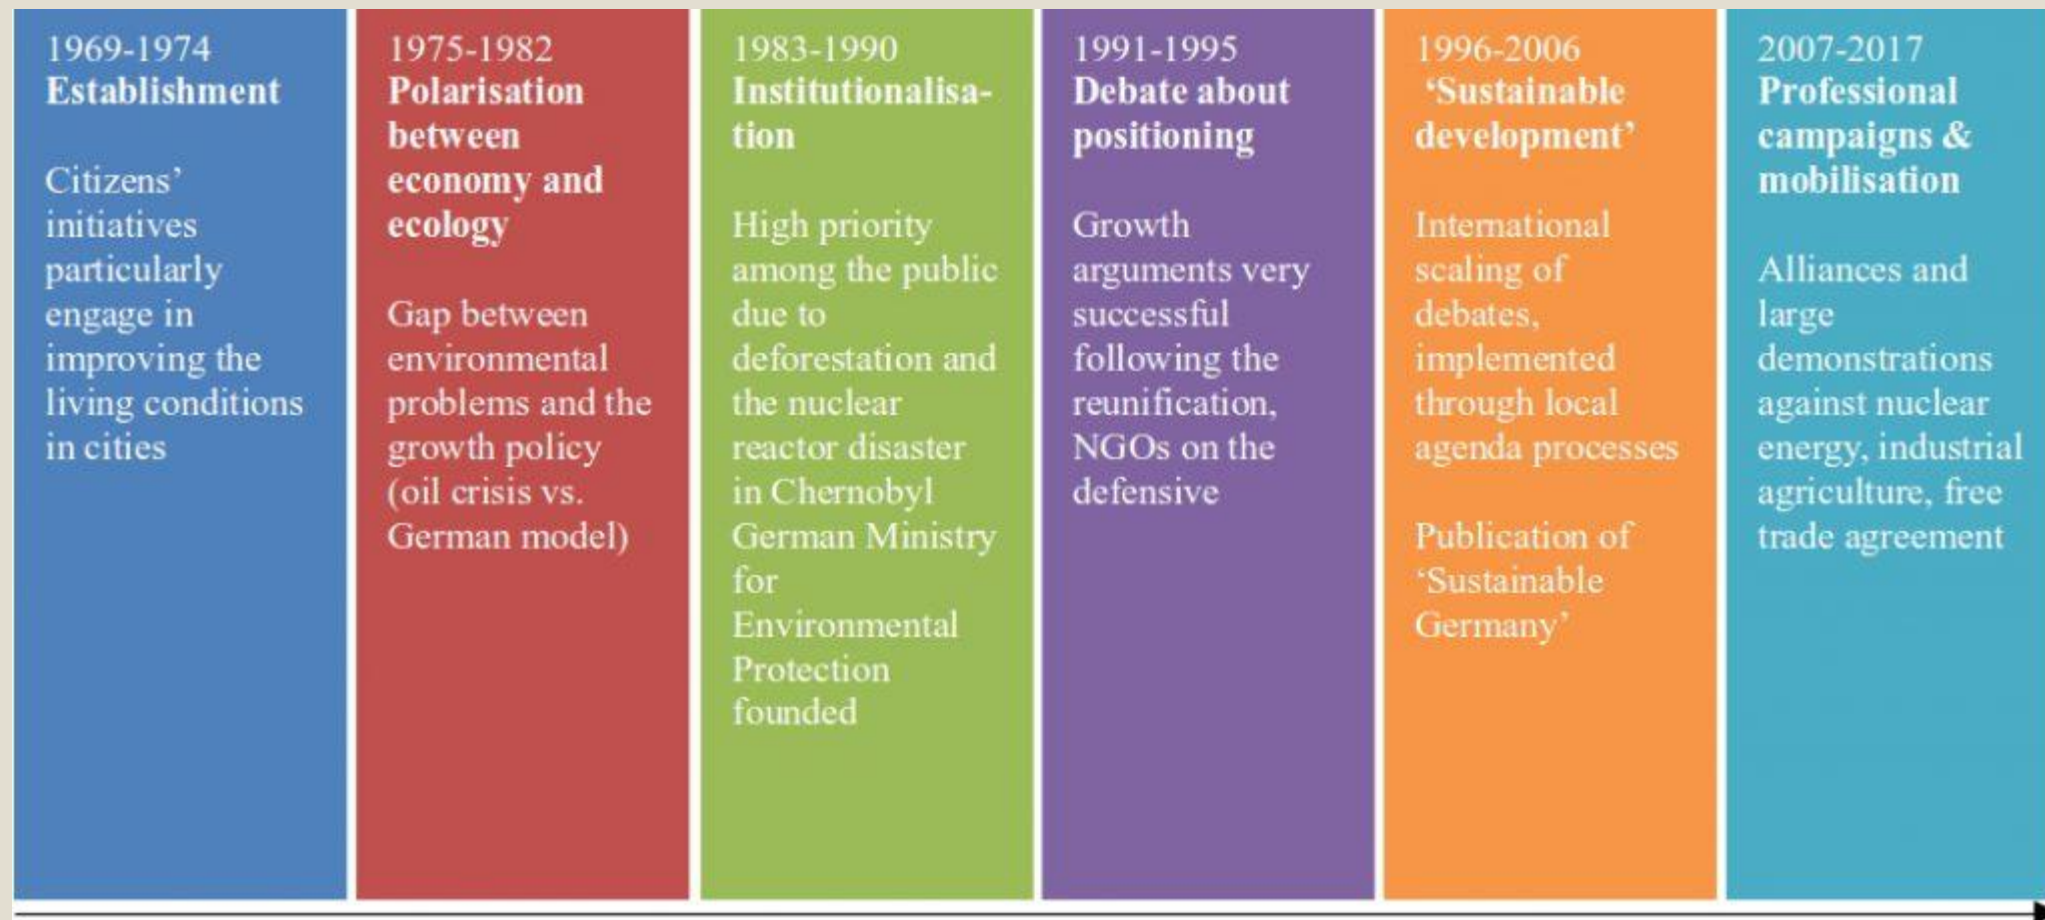 1969-1974
Establishment
Citizens’
initiatives
particularly
engage in
improving the
living conditions
in cities
1975-1982
Polarisation
between
economy and
ecology
Gap between
environmental
problems and the
growth policy
(oil crisis vs.
German model)
1983-1990
Institutionalisa-
tion
High priority
among the public
due to
deforestation and
the nuclear
reactor disaster
in Chernobyl
German Ministry
for
Environmental
Protection
founded
1991-1995
Debate about
positioning
Growth
arguments very
successful
following the
reunification,
NGOs on the
defensive
1996-2006
‘Sustainable
development’
International
scaling of
debates,
implemented
through local
agenda processes
Publication of
‘Sustainable
Germany’
2007-2017
Professional
campaigns &
mobilisation
Alliances and
large
demonstrations
against nuclear
energy, industrial
agriculture, free
trade agreement